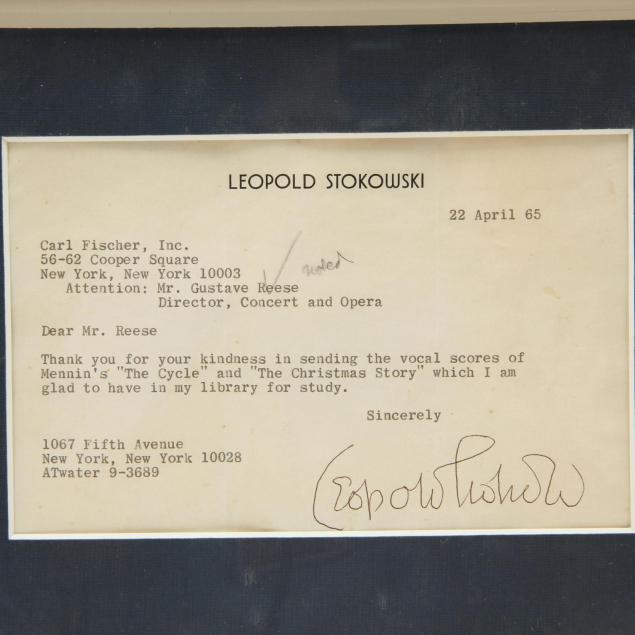 LEOPOLD STOKOWSKI
22 April 65
Carl Fischer, Inc.
56-62 Cooper Square
New York, New York 10003
noted
Attention: Mr. Gustave Reese
Director, Concert and Opera
Dear Mr. Reese
Thank you for your kindness in sending the vocal scores of
Mennin's "The Cycle" and "The Christmas Story" which I am
glad to have in my library for study.
Sincerely
1067 Fifth Avenue
New York, New York 10028
ATwater 9-3689
Leopold Stokowski